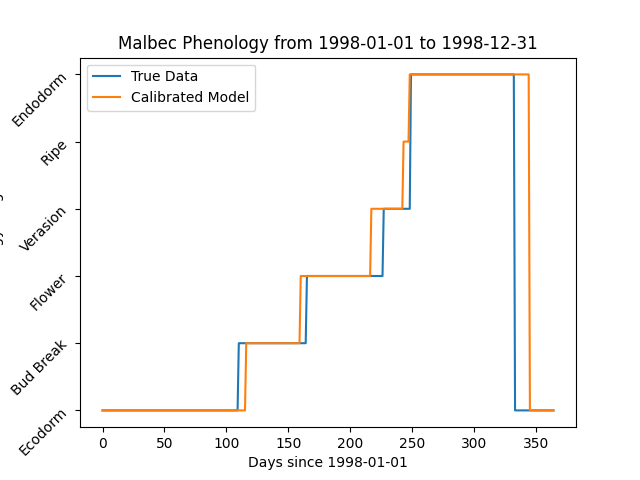 Malbec Phenology from 1998-01-01 to 1998-12-31
True Data
Calibrated Model
Endodorm
Ripe
Verasion
Flower
Bud Break
Ecodorm
0 50 100 150 200 250 300 350
Days since 1998-01-01